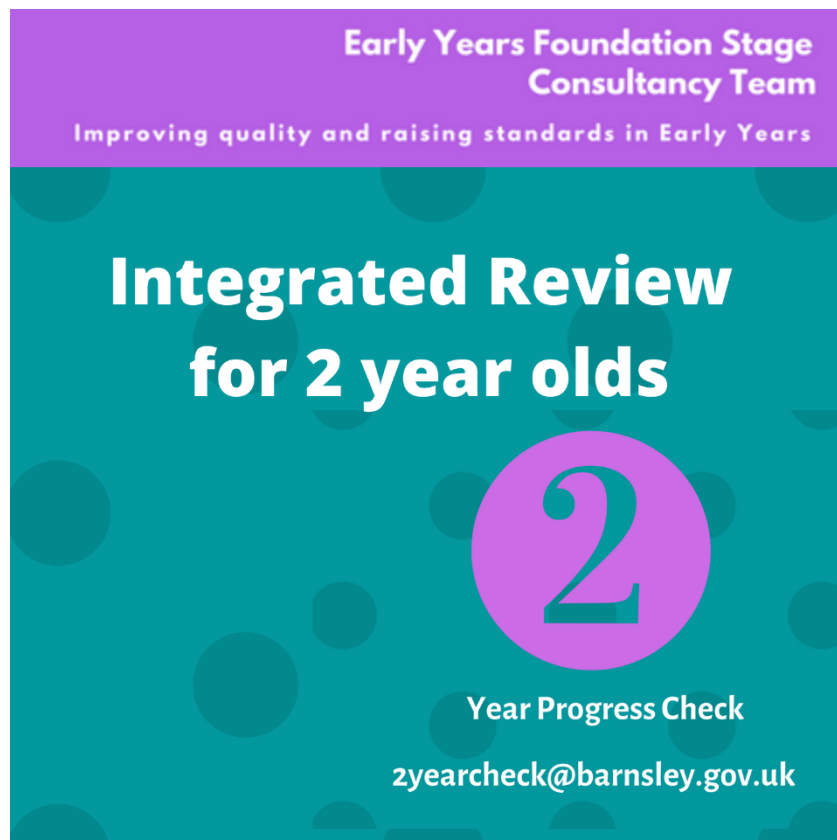 Early Years Foundation Stage
Consultancy Team
Improving quality and raising standards in Early Years
Integrated Review
for 2 year olds
2
Year Progress Check
2yearcheck@barnsley.gov.uk